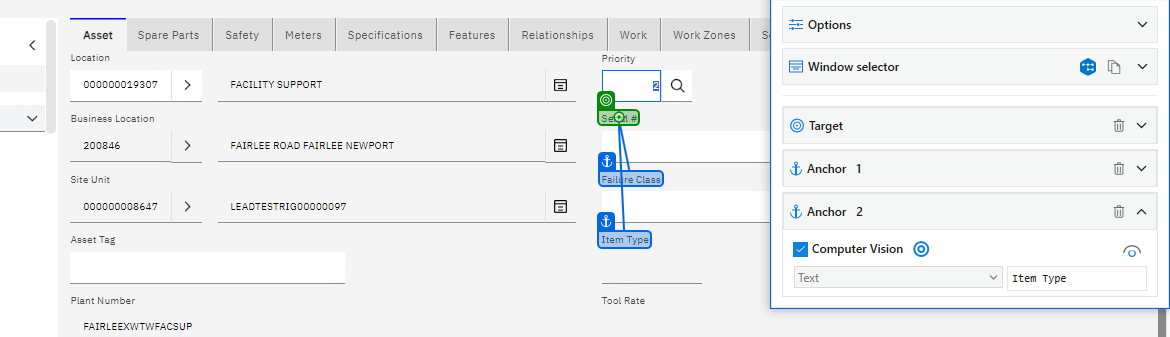 Asset Spare Parts Safety Meters Specifications Features Relationships Work Work Zones
Location
000000019307 FACILITY SUPPORT
Business Location
200846 FAIRLEE ROAD FAIRLEE NEWPORT
Site Unit
000000008647 LEADTESTRIG00000097
Asset Tag
Plant Number
FAIRLEEXWTWFACSUP
Priority
2
Failure Class
Item Type
Tool Rate
Options
Window selector
Target
Anchor 1
Anchor 2
Computer Vision
Text Item Type